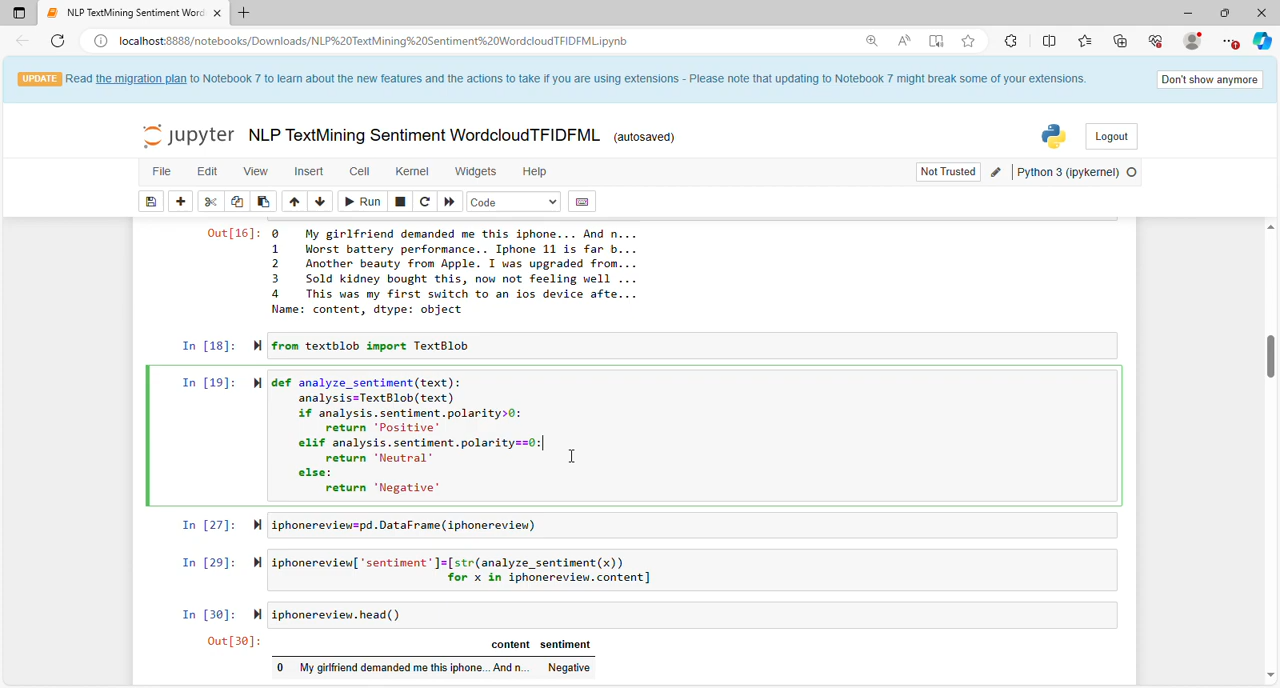 NLP TextMining Sentiment Word
localhost:8888/notebooks/Downloads/NLP%20TextMining%20Sentiment%20WordcloudTFIDFML.ipynb
UPDATE Read the migration plan to Notebook 7 to learn about the new features and the actions to take if you are using extensions - Please note that updating to Notebook 7 might break some of your extensions. Don't show anymore
jupyter NLP TextMining Sentiment WordcloudTFIDFML (autosaved) Logout
File Edit View Insert Cell Kernel Widgets Help Not Trusted Python 3 (ipykernel)
Run Code
Out[16]: 0 My girlfriend demanded me this iphone... And n...
1 Worst battery performance.. Iphone 11 is far b...
2 Another beauty from Apple. I was upgraded from...
3 Sold kidney bought this, now not feeling well ...
4 This was my first switch to an ios device afte...
Name: content, dtype: object
In [18]: from textblob import TextBlob
In [19]: def analyze_sentiment(text):
analysis=TextBlob(text)
if analysis.sentiment.polarity>0:
return 'Positive'
elif analysis.sentiment.polarity==0:
return 'Neutral'
else:
return 'Negative'
In [27]: iphonereview=pd.DataFrame(iphonereview)
In [29]: iphonereview['sentiment']=[str(analyze_sentiment(x))
for x in iphonereview.content]
In [30]: iphonereview.head()
Out[30]:
content sentiment
0 My girlfriend demanded me this iphone... And n... Negative